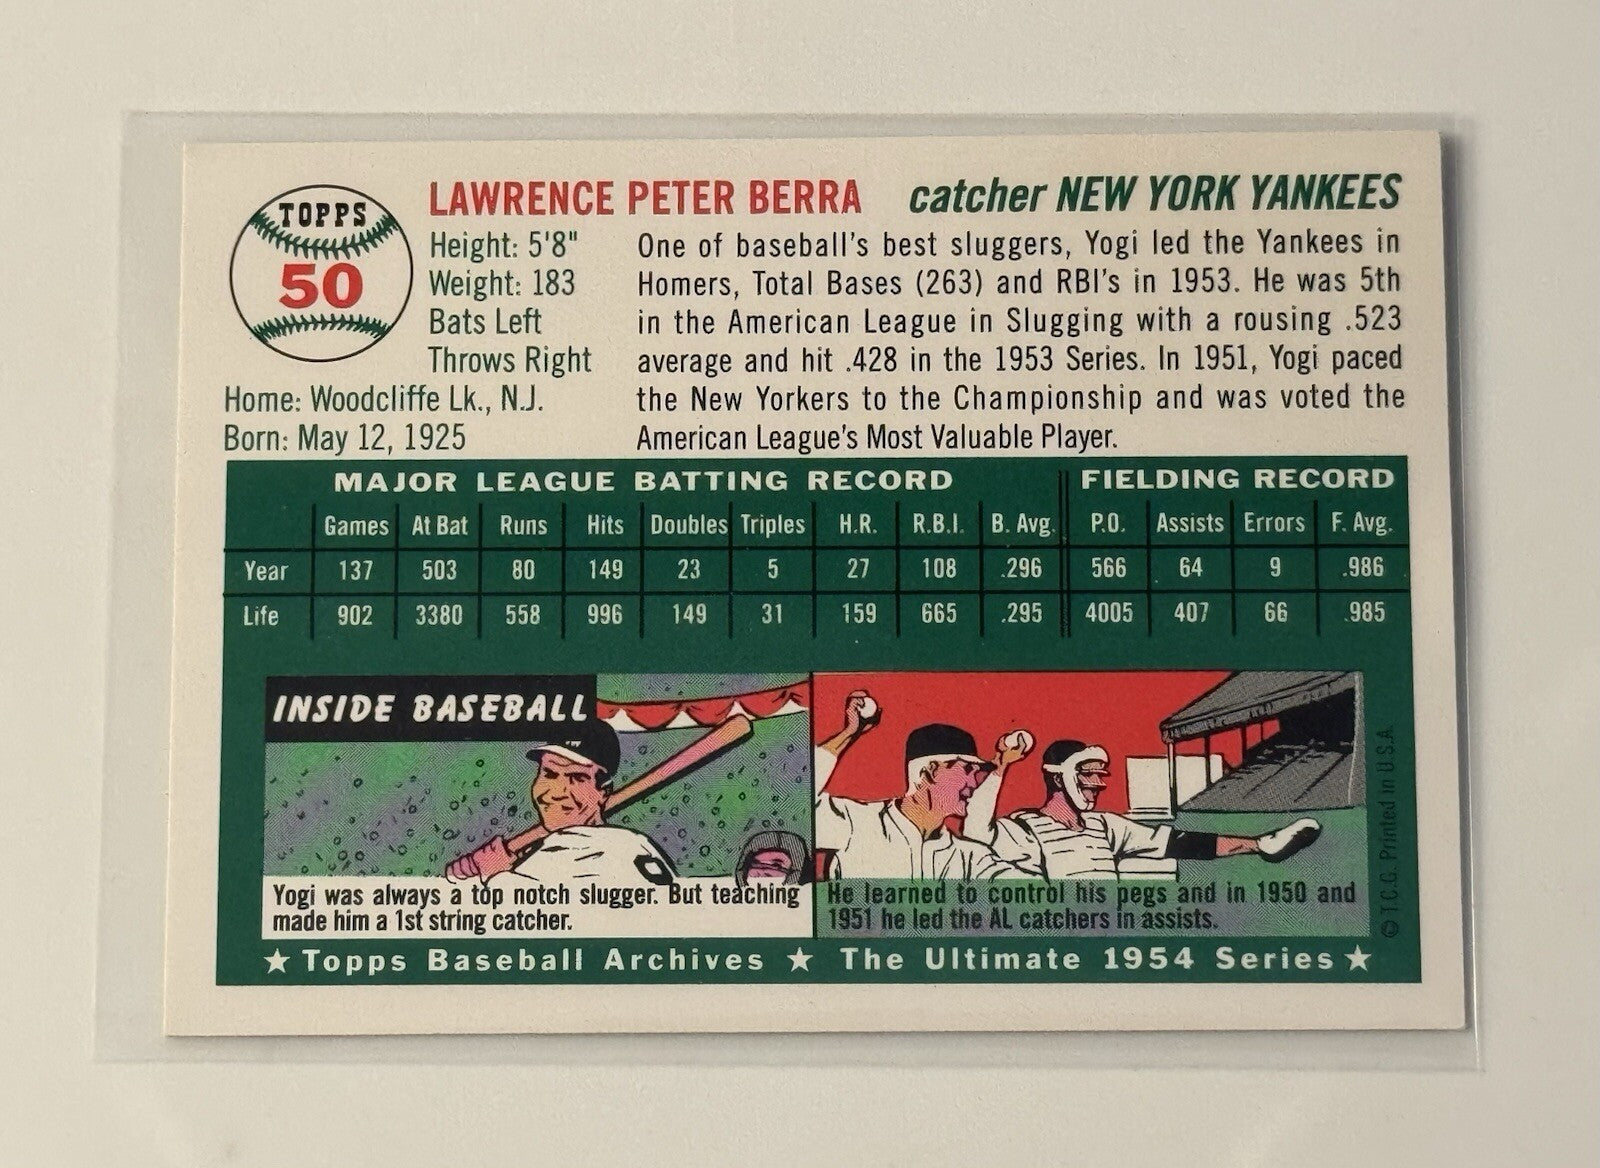 TOPPS
50
LAWRENCE PETER BERRA catcher NEW YORK YANKEES
Height: 5'8"
Weight: 183
Bats Left
Throws Right
Home: Woodcliffe Lk., N.J.
Born: May 12, 1925
One of baseball's best sluggers, Yogi led the Yankees in
Homers, Total Bases (263) and RBI's in 1953. He was 5th
in the American League in Slugging with a rousing .523
average and hit .428 in the 1953 Series. In 1951, Yogi paced
the New Yorkers to the Championship and was voted the
American League's Most Valuable Player.
MAJOR LEAGUE BATTING RECORD FIELDING RECORD
Games At Bat Runs Hits Doubles Triples H.R. R.B.I. B. Avg. P.O. Assists Errors F. Avg.
Year 137 503 80 149 23 5 27 108 .296 566 64 9 .986
Life 902 3380 558 996 149 31 159 665 .295 4005 407 66 .985
INSIDE BASEBALL
Yogi was always a top notch slugger. But teaching
made him a 1st string catcher.
He learned to control his pegs and in 1950 and
1951 he led the AL catchers in assists.
© T.C.G. Printed in U.S.A.
★ Topps Baseball Archives ★ The Ultimate 1954 Series ★